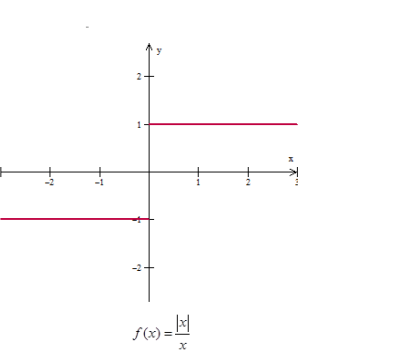 y
2
1
x
-2 -1 1 2 3
-1
-2
f(x) = |x|/x